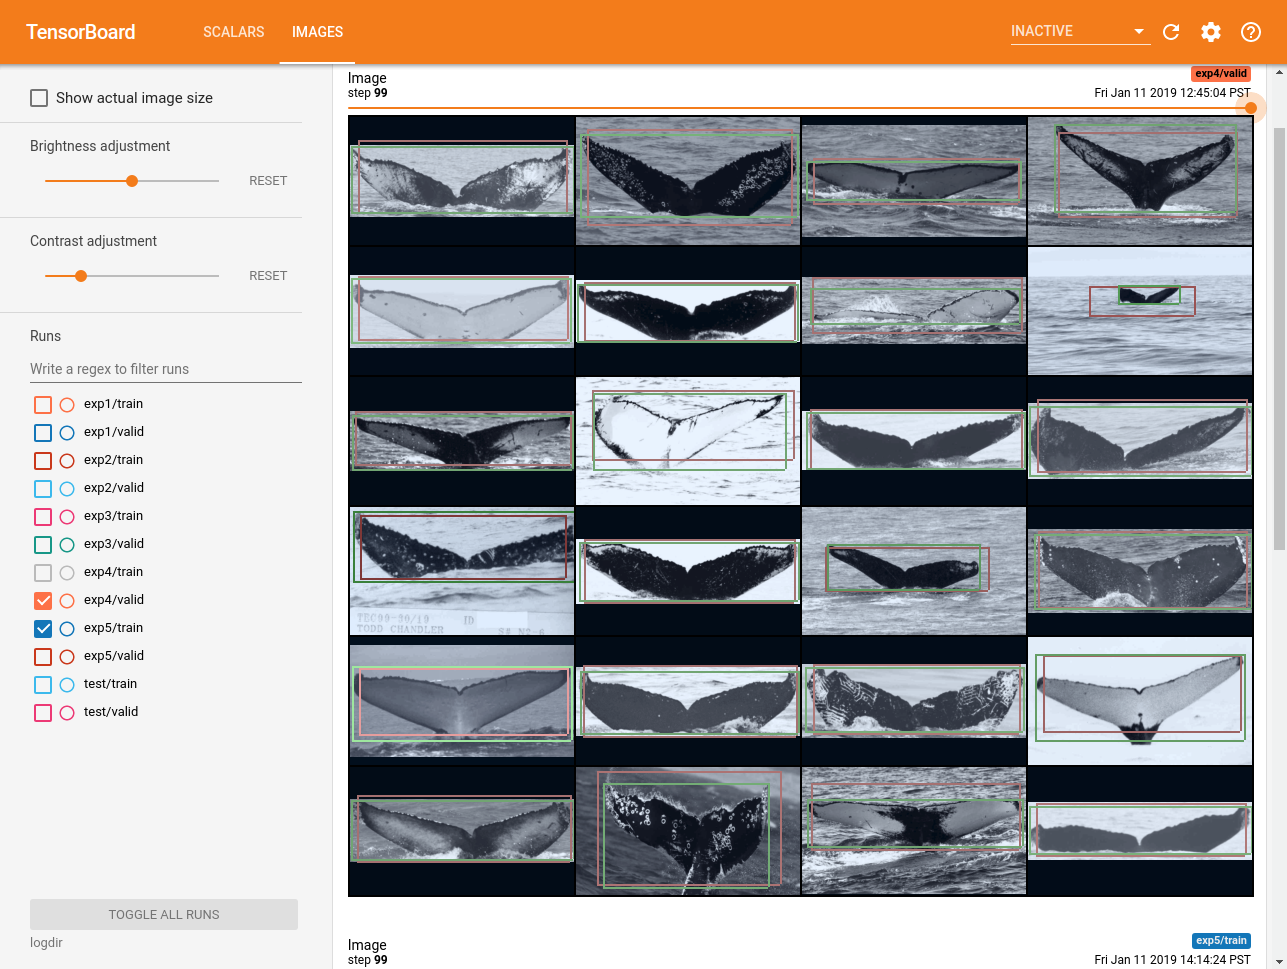 TensorBoard
SCALARS
IMAGES
INACTIVE
Show actual image size
Brightness adjustment
RESET
Contrast adjustment
RESET
Runs
Write a regex to filter runs
exp1/train
exp1/valid
exp2/train
exp2/valid
exp3/train
exp3/valid
exp4/train
exp4/valid
exp5/train
exp5/valid
test/train
test/valid
TOGGLE ALL RUNS
logdir
Image
exp4/valid
step 99
Fri Jan 11 2019 12:45:04 PST
TEC99-30/19 ID
TODD CHANDLER
Image
exp5/train
step 99
Fri Jan 11 2019 14:14:24 PST